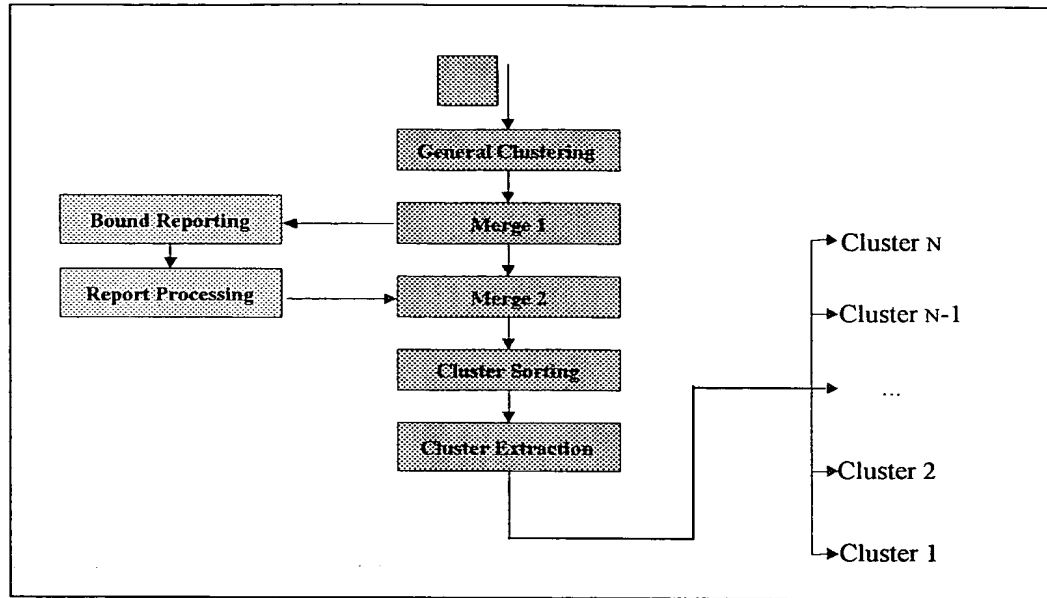 General Clustering
Bound Reporting
Merge 1
Report Processing
Merge 2
Cluster Sorting
Cluster Extraction
Cluster N
Cluster N-1
...
Cluster 2
Cluster 1